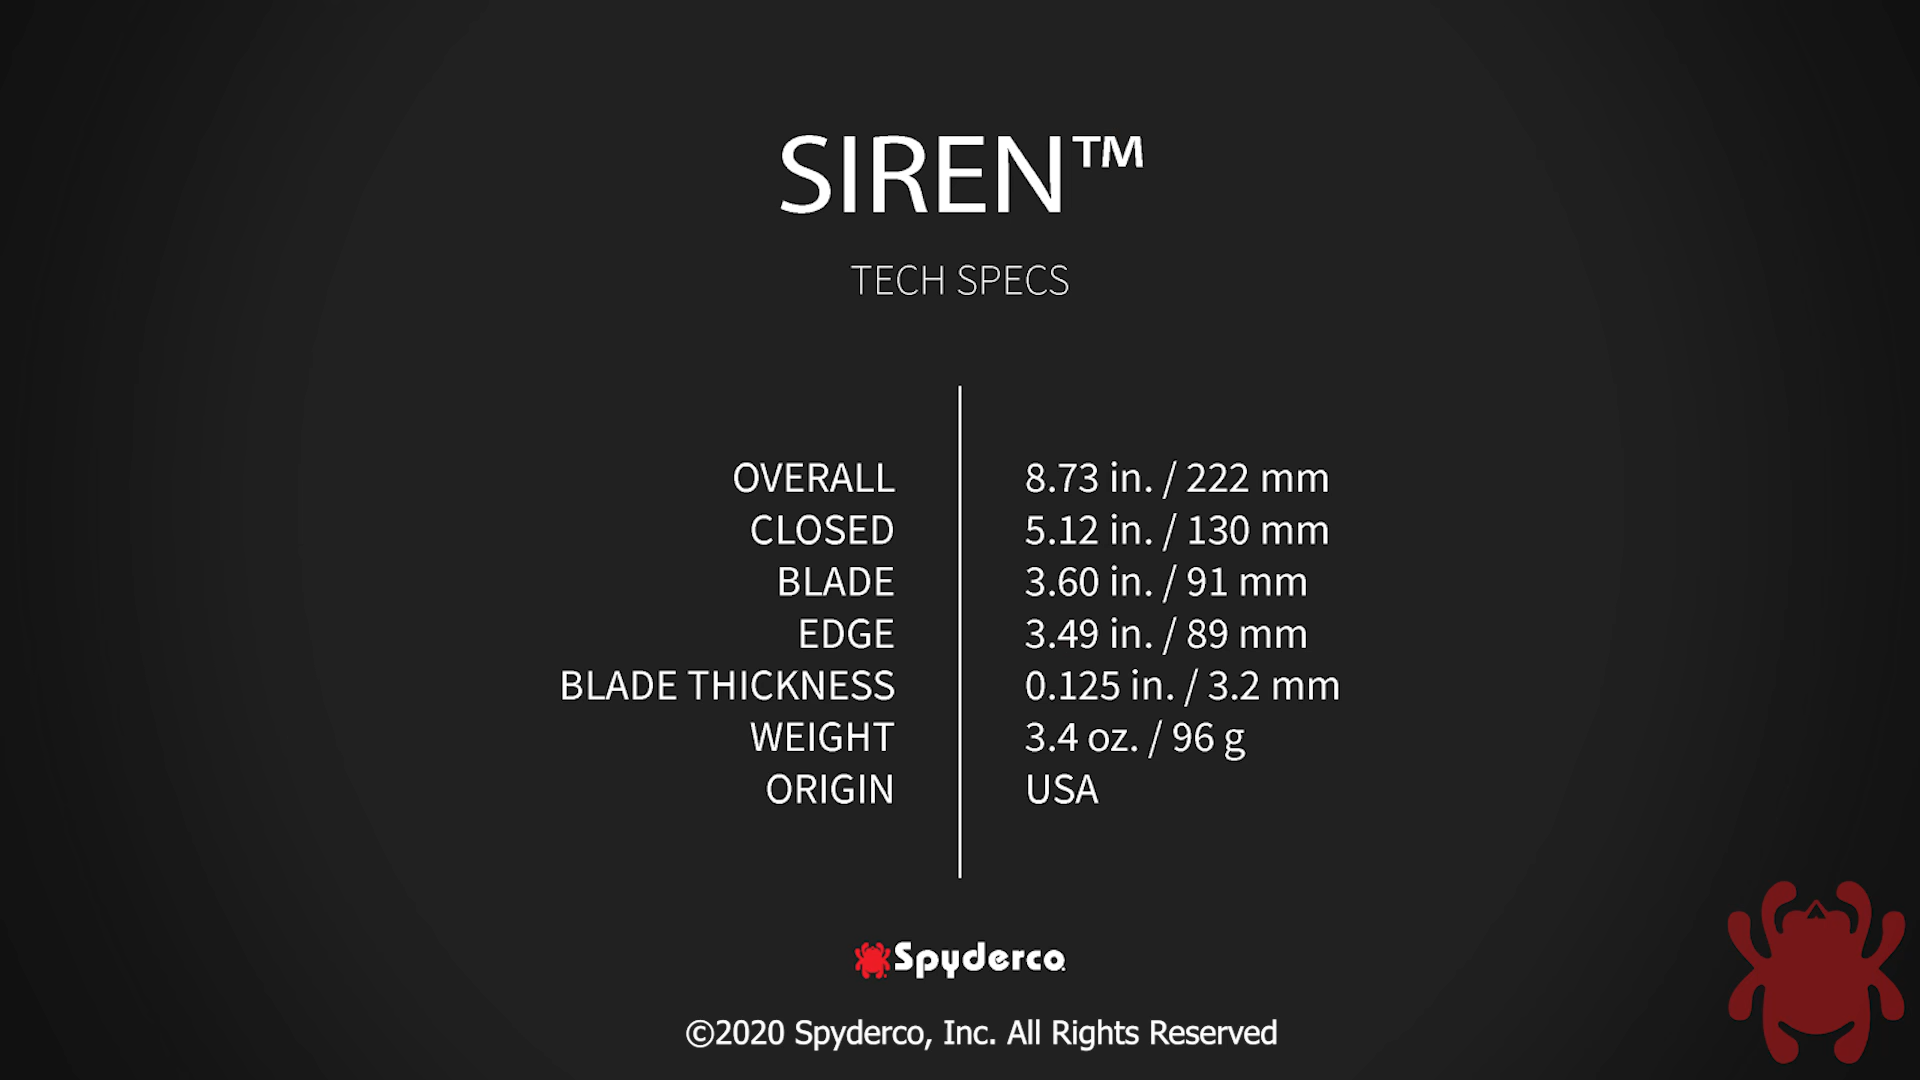 SIREN™
TECH SPECS
OVERALL 8.73 in. / 222 mm
CLOSED 5.12 in. / 130 mm
BLADE 3.60 in. / 91 mm
EDGE 3.49 in. / 89 mm
BLADE THICKNESS 0.125 in. / 3.2 mm
WEIGHT 3.4 oz. / 96 g
ORIGIN USA
Spyderco
©2020 Spyderco, Inc. All Rights Reserved